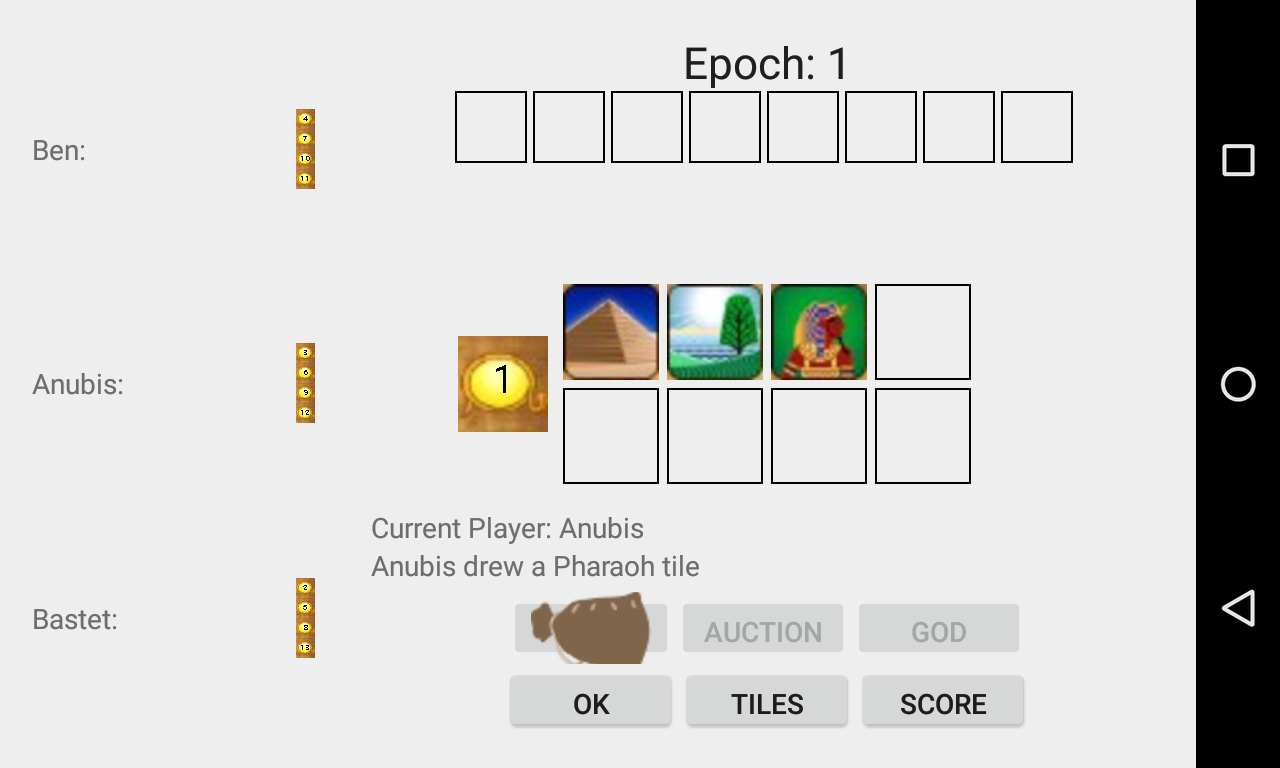 Epoch: 1
Ben:
4
7
10
11
Anubis:
3
6
9
12
1
Current Player: Anubis
Anubis drew a Pharaoh tile
Bastet:
2
5
8
13
AUCTION
GOD
OK
TILES
SCORE